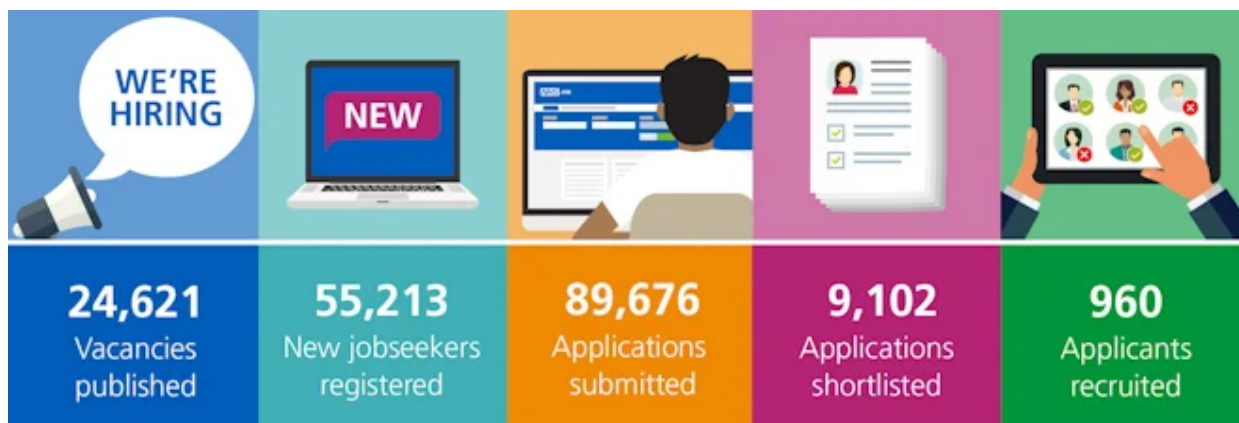 WE'RE
HIRING
NEW
NHS
24,621
Vacancies
published
55,213
New jobseekers
registered
89,676
Applications
submitted
9,102
Applications
shortlisted
960
Applicants
recruited